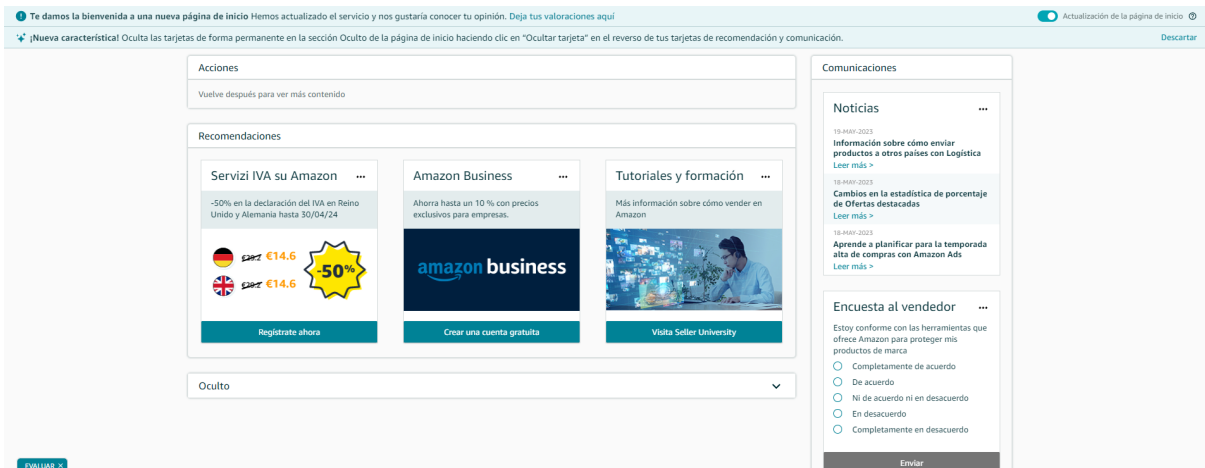 Te damos la bienvenida a una nueva página de inicio Hemos actualizado el servicio y nos gustaría conocer tu opinión. Deja tus valoraciones aquí
Actualización de la página de inicio
¡Nueva característica! Oculta las tarjetas de forma permanente en la sección Oculto de la página de inicio haciendo clic en "Ocultar tarjeta" en el reverso de tus tarjetas de recomendación y comunicación.
Descartar
Acciones
Vuelve después para ver más contenido
Recomendaciones
Servizi IVA su Amazon
-50% en la declaración del IVA en Reino
Unido y Alemania hasta 30/04/24
€29.2 €14.6
€29.2 €14.6
-50%
Regístrate ahora
Amazon Business
Ahorra hasta un 10 % con precios
exclusivos para empresas.
amazon business
Crear una cuenta gratuita
Tutoriales y formación
Más información sobre cómo vender en
Amazon
Visita Seller University
Oculto
Comunicaciones
Noticias
19-MAY-2023
Información sobre cómo enviar
productos a otros países con Logística
Leer más >
18-MAY-2023
Cambios en la estadística de porcentaje
de Ofertas destacadas
Leer más >
18-MAY-2023
Aprende a planificar para la temporada
alta de compras con Amazon Ads
Leer más >
Encuesta al vendedor
Estoy conforme con las herramientas que
ofrece Amazon para proteger mis
productos de marca
Completamente de acuerdo
De acuerdo
Ni de acuerdo ni en desacuerdo
En desacuerdo
Completamente en desacuerdo
Enviar
EVALUAR ×